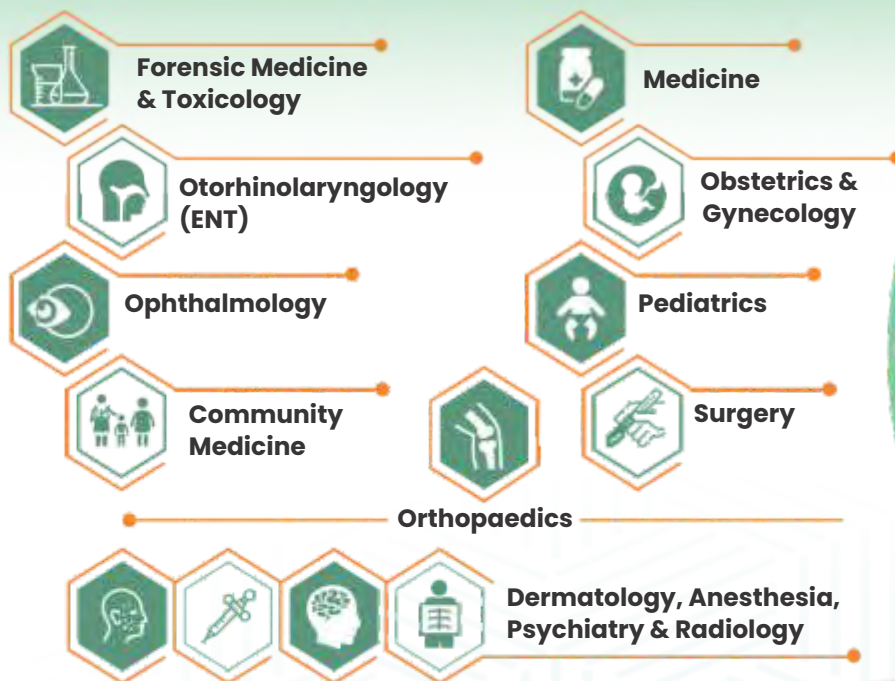 Forensic Medicine
& Toxicology
Medicine
Otorhinolaryngology
(ENT)
Obstetrics &
Gynecology
Ophthalmology
Pediatrics
Community
Medicine
Surgery
Orthopaedics
Dermatology, Anesthesia,
Psychiatry & Radiology